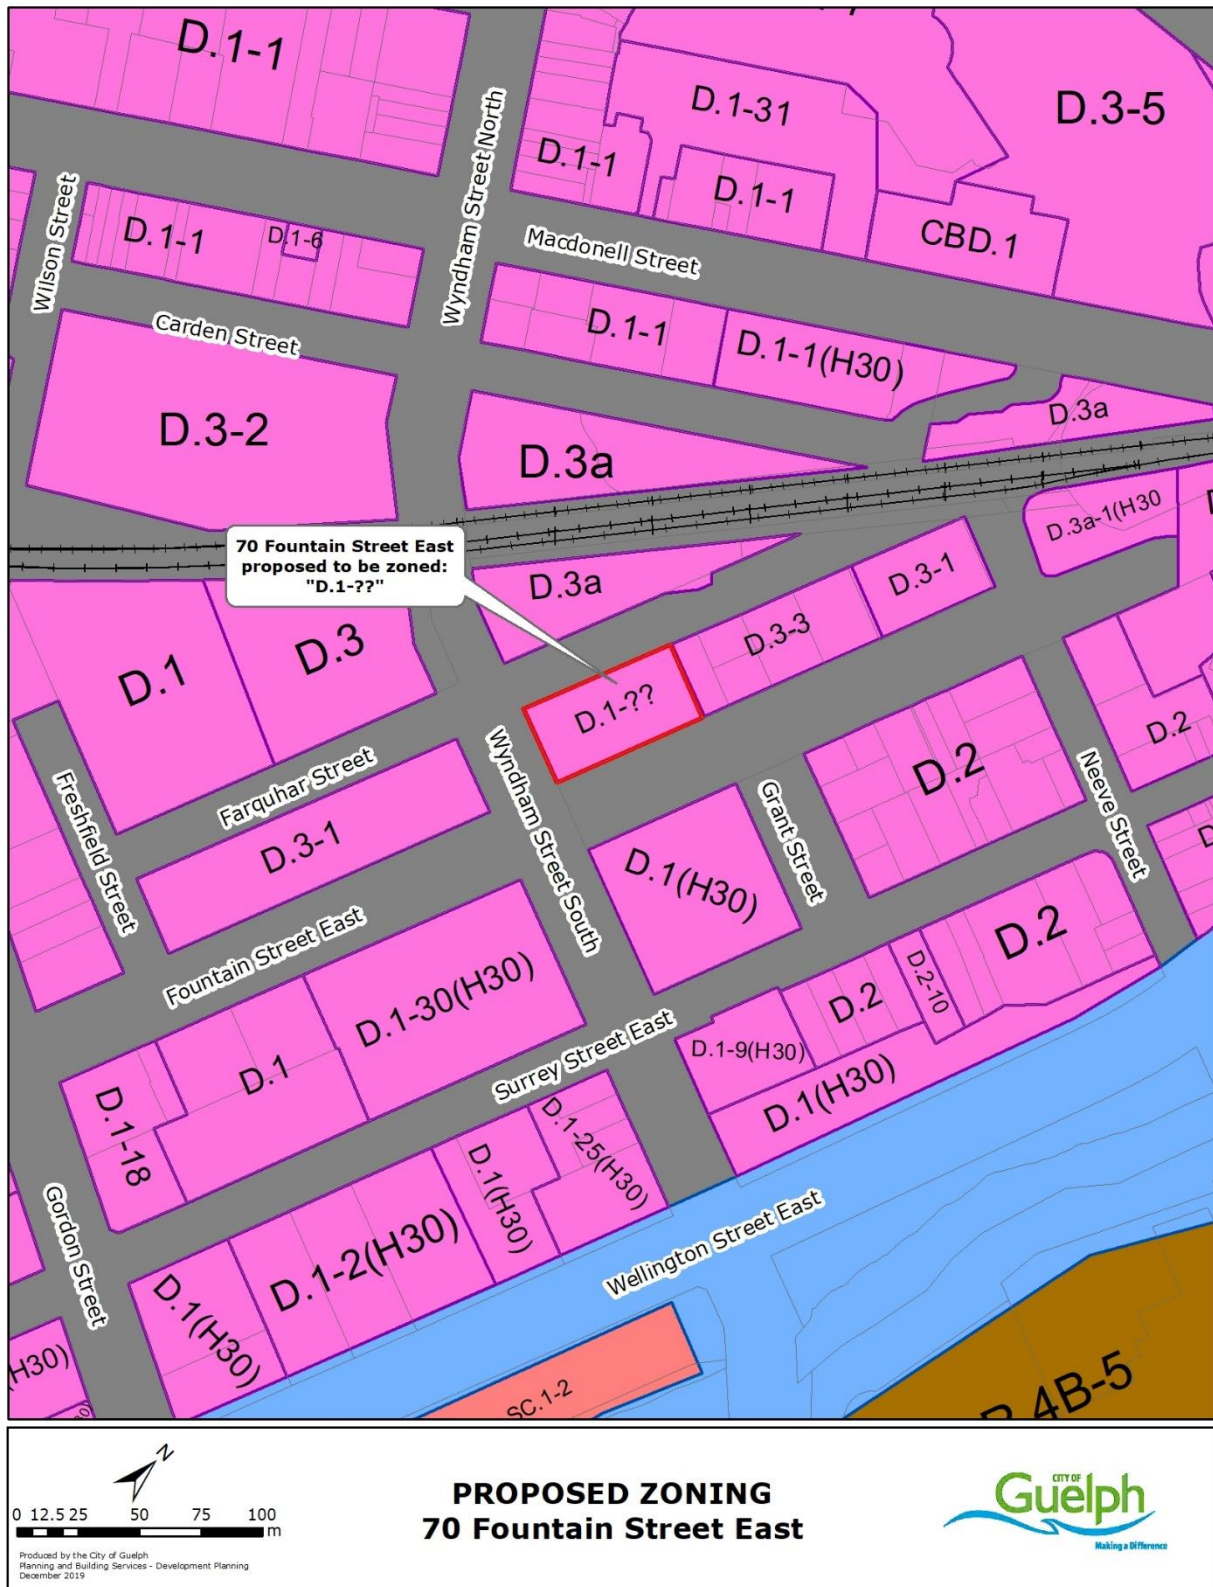 D.1-1
D.1-31
D.3-5
D.1-1
D.1-1
CBD.1
Wyndham Street North
Macdonell Street
Wilson Street
D.1-1
D.1-6
Carden Street
D.1-1
D.1-1(H30)
D.3-2
D.3a
D.3a
D.3a-1(H30
70 Fountain Street East
proposed to be zoned:
"D.1-??"
D.3a
D.3-1
D.3-3
D.1
D.3
D.1-??
D.2
D.2
Farquhar Street
Freshfield Street
D.3-1
Wyndham Street South
Grant Street
Neeve Street
D.1(H30)
Fountain Street East
D.1-30(H30)
D.2
D.2
D.2-10
D.1-18
D.1
Surrey Street East
D.1-9(H30)
D.1(H30)
D.1-25(H30)
D.1(H30)
D.1-2(H30)
D.1(H30)
Gordon Street
Wellington Street East
(H30)
SC.1-2
4B-5
N
0 12.5 25 50 75 100
m
Produced by the City of Guelph
Planning and Building Services - Development Planning
December 2019
PROPOSED ZONING
70 Fountain Street East
CITY OF
Guelph
Making a Difference